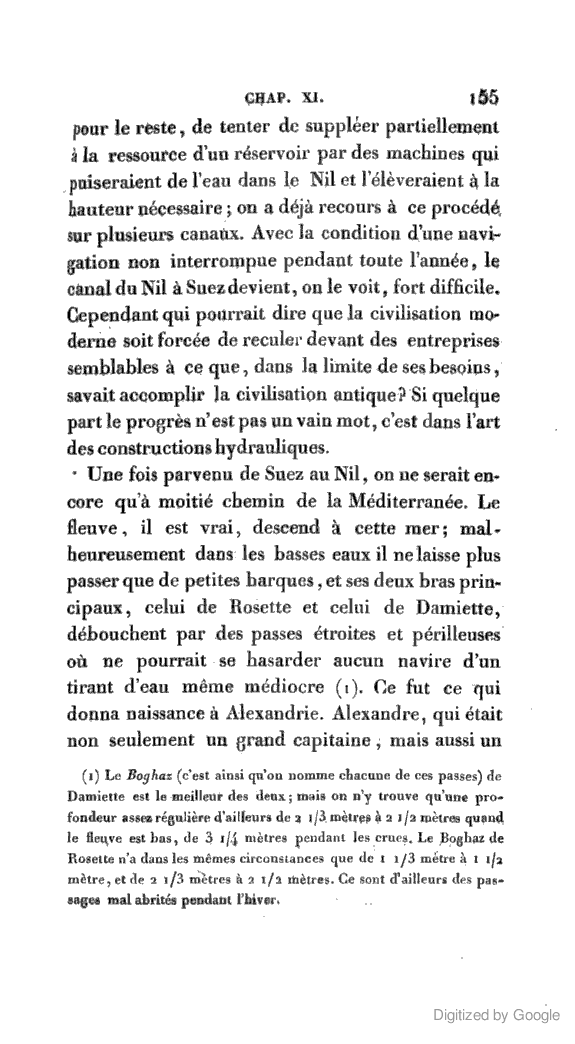 CHAP. XI. 155
pour le reste, de tenter de suppléer partiellement
à la ressource d'un réservoir par des machines qui
puiseraient de l'eau dans le Nil et l'élèveraient à la
hauteur nécessaire ; on a déjà recours à ce procédé
sur plusieurs canaux. Avec la condition d'une navi-
gation non interrompue pendant toute l'année, le
canal du Nil à Suez devient, on le voit, fort difficile.
Cependant qui pourrait dire que la civilisation mo-
derne soit forcée de reculer devant des entreprises
semblables à ce que, dans la limite de ses besoins,
savait accomplir la civilisation antique? Si quelque
part le progrès n'est pas un vain mot, c'est dans l'art
des constructions hydrauliques.
Une fois parvenu de Suez au Nil, on ne serait en-
core qu'à moitié chemin de la Méditerranée. Le
fleuve, il est vrai, descend à cette mer; mal-
heureusement dans les basses eaux il ne laisse plus
passer que de petites barques, et ses deux bras prin-
cipaux, celui de Rosette et celui de Damiette,
débouchent par des passes étroites et périlleuses
où ne pourrait se hasarder aucun navire d'un
tirant d'eau même médiocre (1). Ce fut ce qui
donna naissance à Alexandrie. Alexandre, qui était
non seulement un grand capitaine, mais aussi un
(1) Le Boghaz (c'est ainsi qu'on nomme chacune de ces passes) de
Damiette est le meilleur des deux; mais on n'y trouve qu'une pro-
fondeur assez régulière d'ailleurs de 2 1/3 mètres à 2 1/2 mètres quand
le fleuve est bas, de 3 1/4 mètres pendant les crues. Le Boghaz de
Rosette n'a dans les mêmes circonstances que de 1 1/3 mètre à 1 1/2
mètre, et de 2 1/3 mètres à 2 1/2 mètres. Ce sont d'ailleurs des pas-
sages mal abrités pendant l'hiver.
Digitized by Google